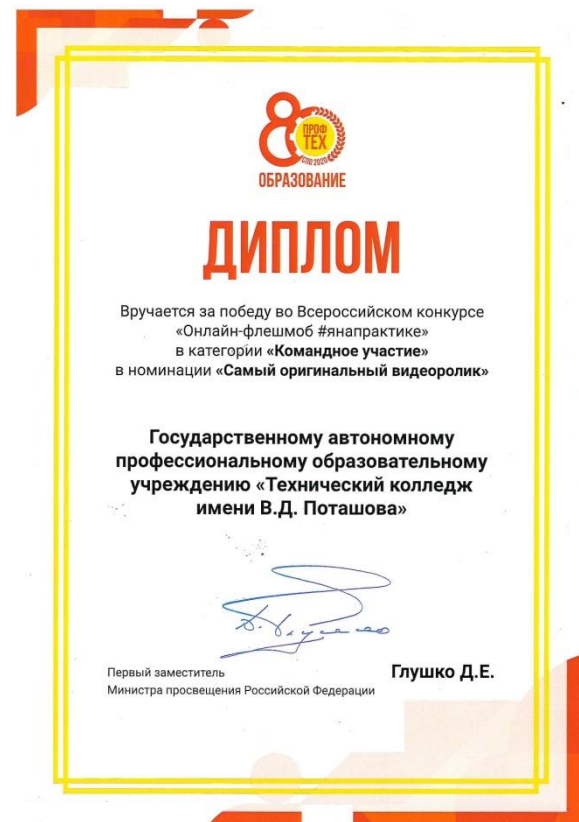 80
ПРОФ
ТЕХ
СПО 2020
ОБРАЗОВАНИЕ
ДИПЛОМ
Вручается за победу во Всероссийском конкурсе
«Онлайн-флешмоб #янапрактике»
в категории «Командное участие»
в номинации «Самый оригинальный видеоролик»
Государственному автономному
профессиональному образовательному
учреждению «Технический колледж
имени В.Д. Поташова»
Первый заместитель
Министра просвещения Российской Федерации
Глушко Д.Е.